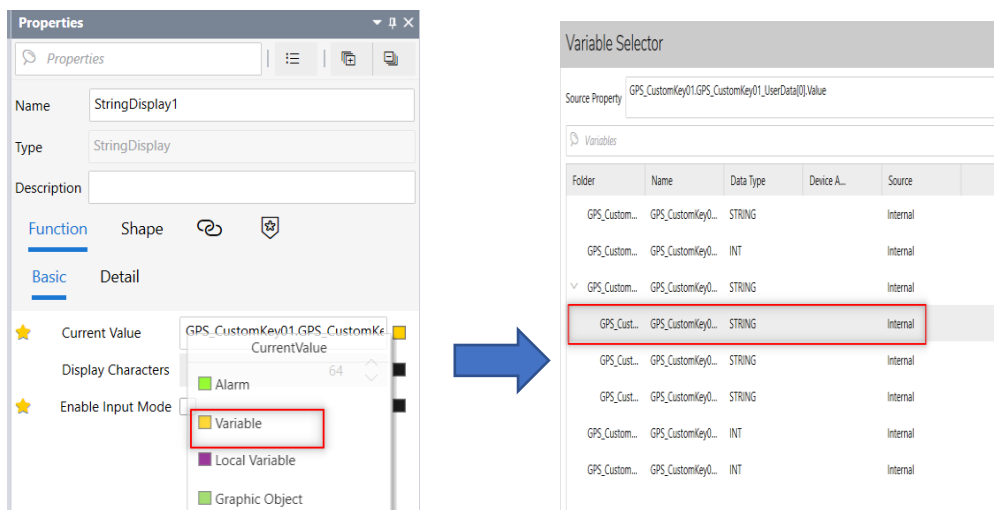 Properties
Properties
Name StringDisplay1
Type StringDisplay
Description
Function Shape
Basic Detail
Current Value GPS_CustomKey01.GPS_CustomKe
CurrentValue
Display Characters 64
Alarm
Enable Input Mode
Variable
Local Variable
Graphic Object
Variable Selector
Source Property GPS_CustomKey01.GPS_CustomKey01_UserData[0].Value
Variables
Folder Name Data Type Device A... Source
GPS_Custom... GPS_CustomKey0... STRING Internal
GPS_Custom... GPS_CustomKey0... INT Internal
GPS_Custom... GPS_CustomKey0... STRING Internal
GPS_Cust... GPS_CustomKey0... STRING Internal
GPS_Cust... GPS_CustomKey0... STRING Internal
GPS_Cust... GPS_CustomKey0... STRING Internal
GPS_Custom... GPS_CustomKey0... INT Internal
GPS_Custom... GPS_CustomKey0... INT Internal